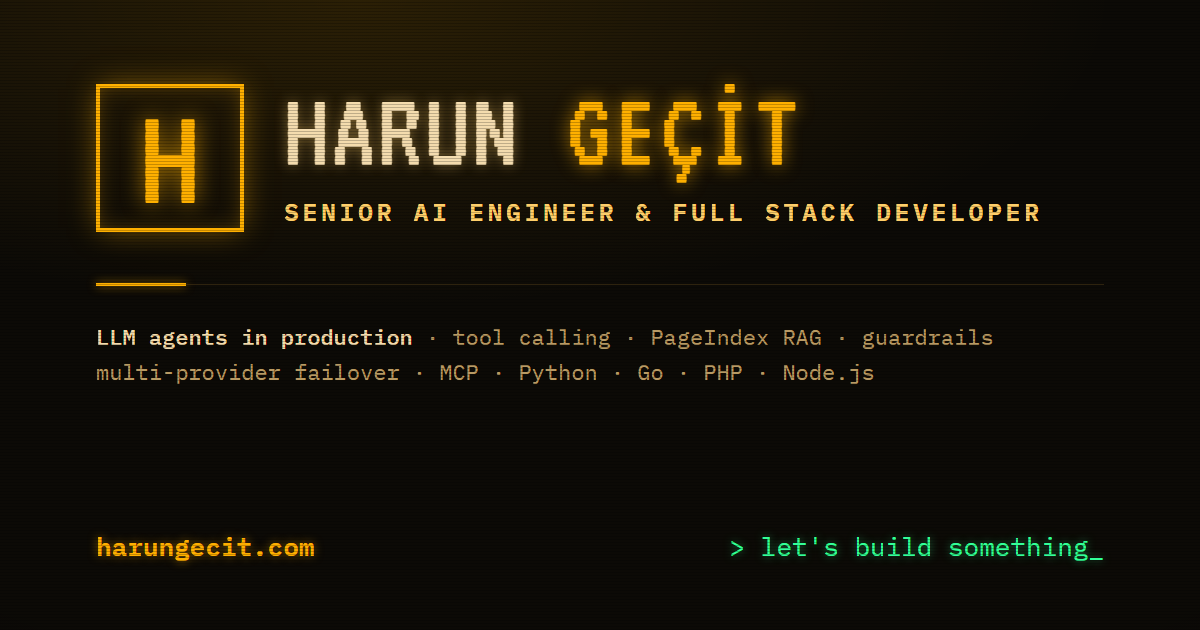 H
HARUN GEÇİT
SENIOR AI ENGINEER & FULL STACK DEVELOPER
LLM agents in production · tool calling · PageIndex RAG · guardrails
multi-provider failover · MCP · Python · Go · PHP · Node.js
harungecit.com
> let's build something_